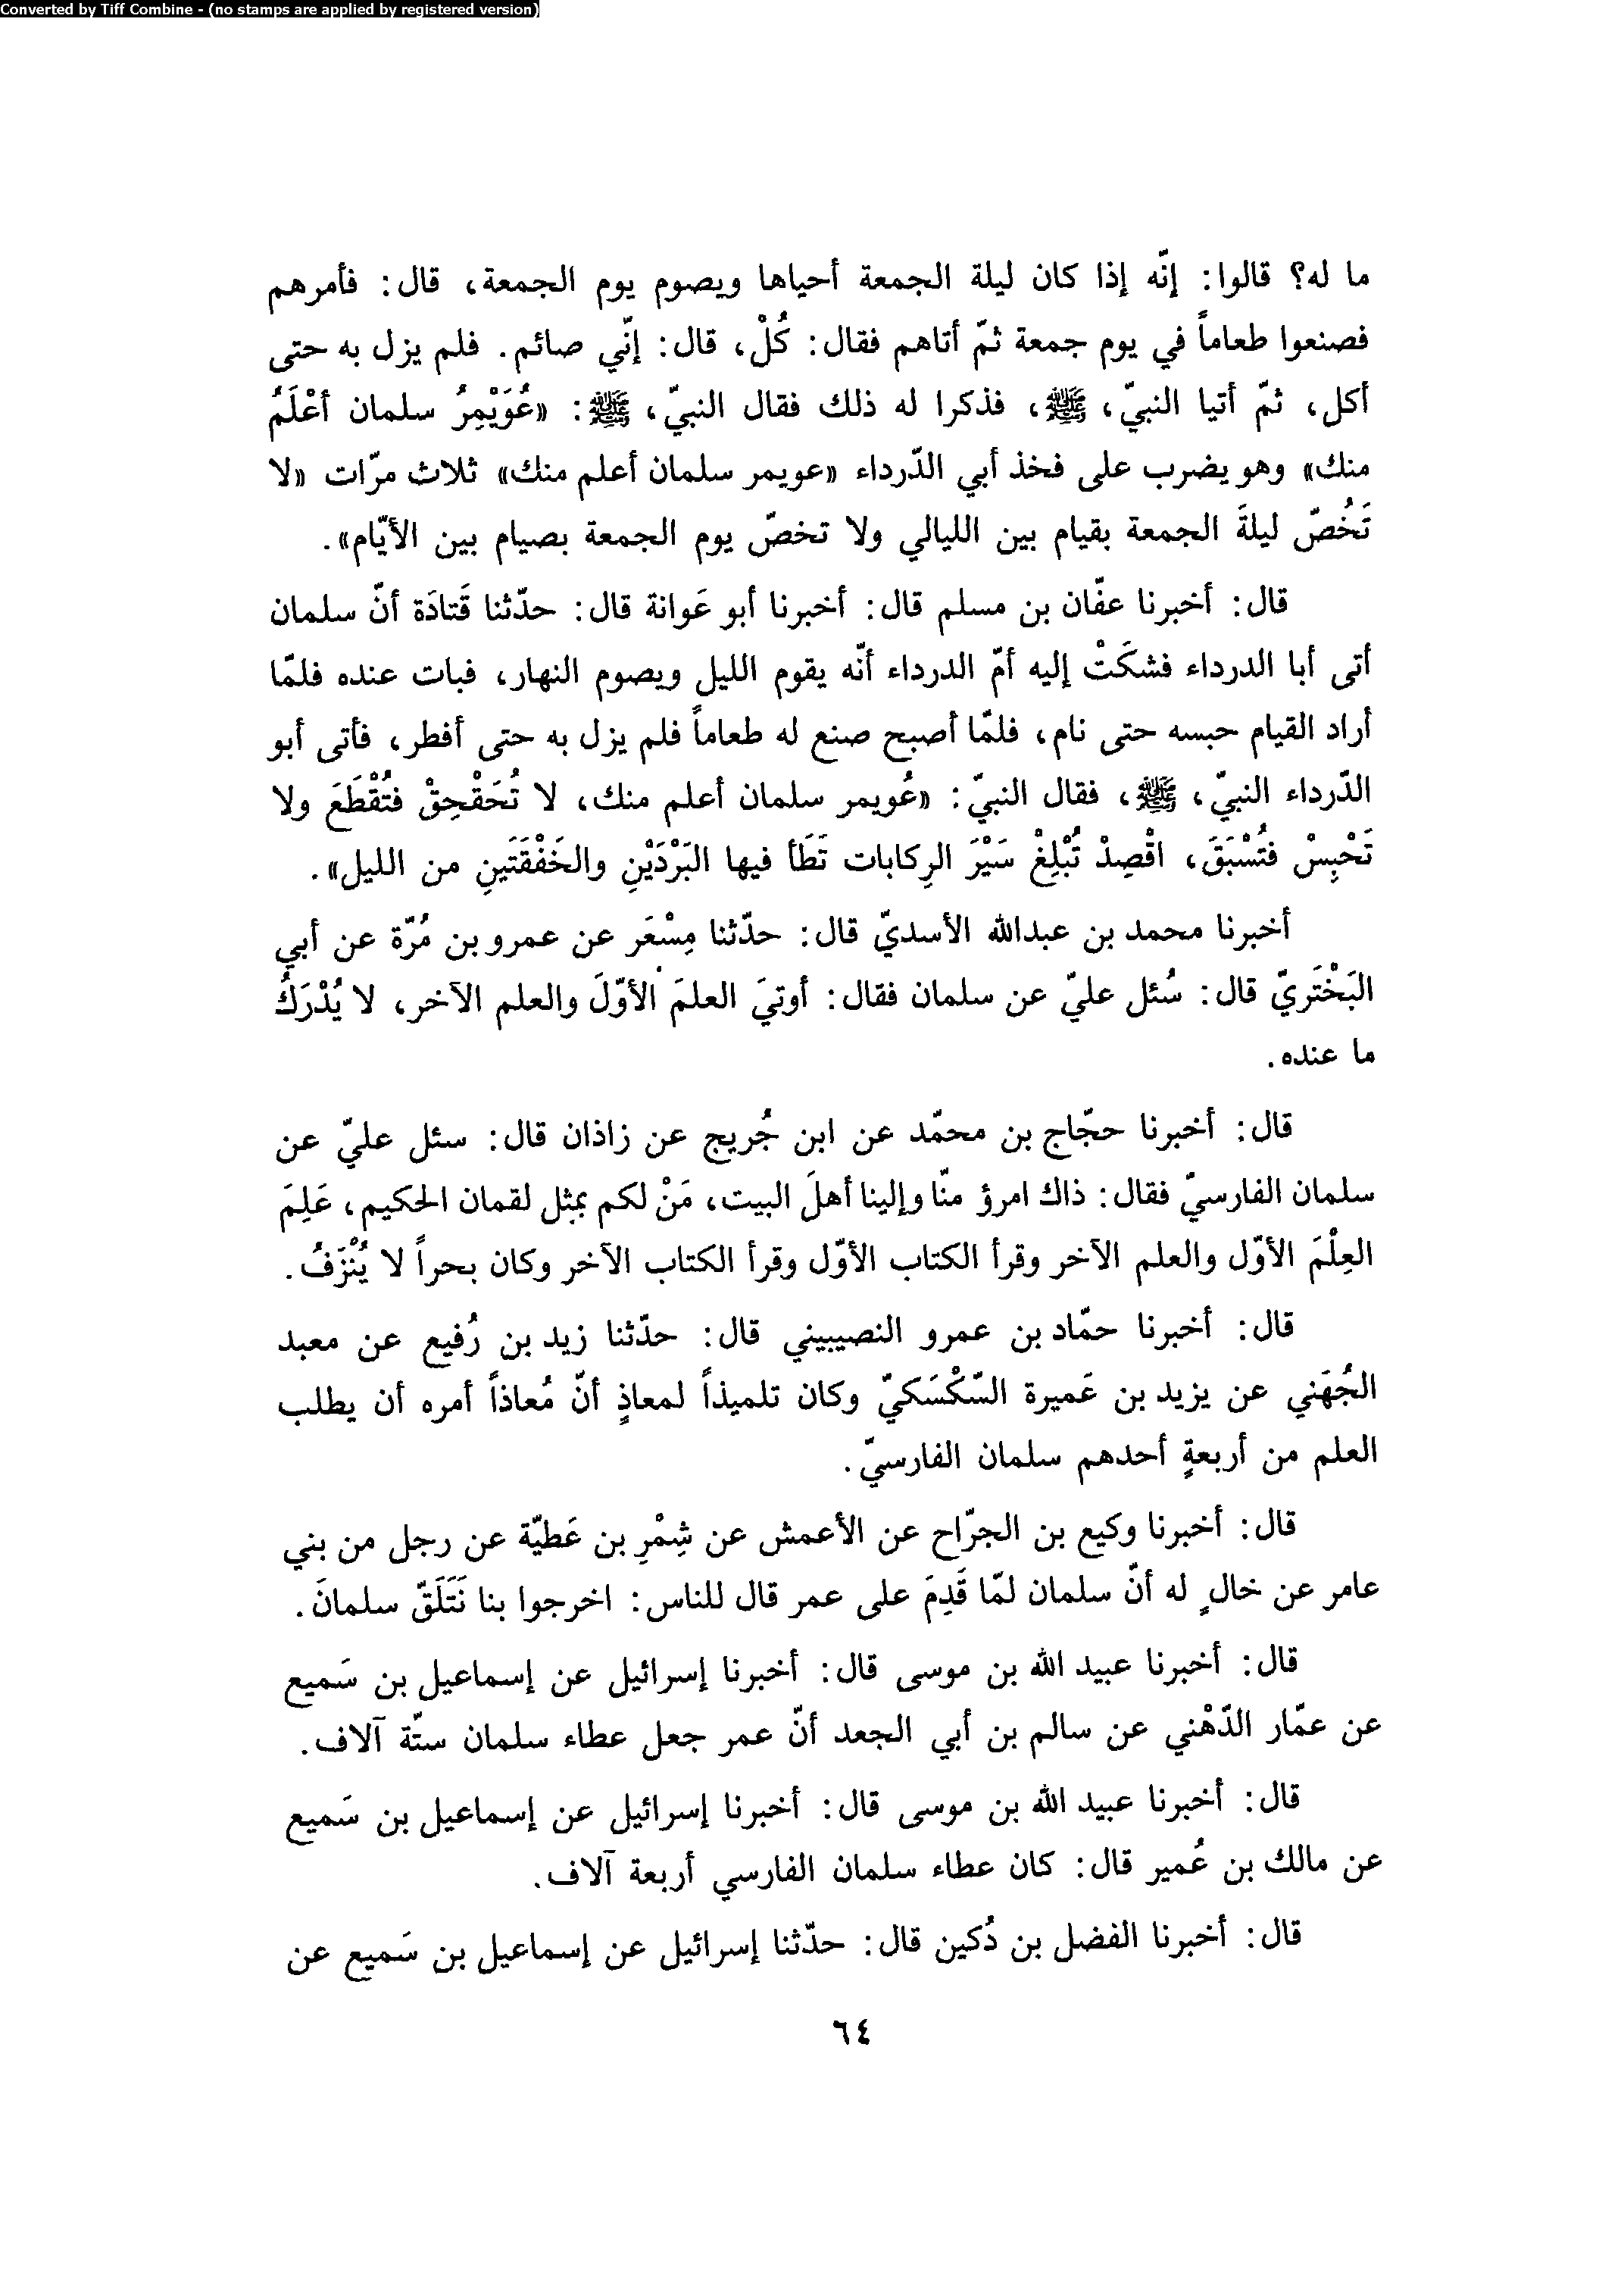 Converted by Tiff Combine - (no stamps are applied by registered version)
ما له؟ قالوا: إنّه إذا كان ليلة الجمعة أحياها ويصوم يوم الجمعة، قال: فأمرهم
فصنعوا طعاماً في يوم جمعة ثمّ أتاهم فقال: كُلْ، قال: إنّي صائم. فلم يزل به حتى
أكل، ثمّ أتيا النبيّ، ﷺ، فذكرا له ذلك فقال النبيّ، ﷺ: «عُوَيْمِرُ سلمان أعْلَمُ
منك» وهو يضرب على فخذ أبي الدّرداء «عويمر سلمان أعلم منك» ثلاث مرّات «لا
تَخُصّ ليلةَ الجمعة بقيام بين الليالي ولا تخصّ يوم الجمعة بصيام بين الأيّام».
قال: أخبرنا عفّان بن مسلم قال: أخبرنا أبو عَوانة قال: حدّثنا قَتادَة أنّ سلمان
أتى أبا الدرداء فشكَتْ إليه أمّ الدرداء أنّه يقوم الليل ويصوم النهار، فبات عنده فلمّا
أراد القيام حبسه حتى نام، فلمّا أصبح صنع له طعاماً فلم يزل به حتى أفطر، فأتى أبو
الدّرداء النبيّ، ﷺ، فقال النبيّ: «عُويمر سلمان أعلم منك، لا تُحَقْحِقْ فتُقْطَعَ ولا
تَحْبِسْ فتُسْبَقَ، اقْصِدْ تُبْلِغْ سَيْرَ الرِكابات تَطَأ فيها البَرْدَيْنِ والخَفْقَتَينِ من الليل».
أخبرنا محمد بن عبدالله الأسديّ قال: حدّثنا مِسْعَر عن عمرو بن مُرّة عن أبي
البَخْتَريّ قال: سُئل عليّ عن سلمان فقال: أوتيَ العلمَ الأوّلَ والعلم الآخر، لا يُدْرَكُ
ما عنده.
قال: أخبرنا حجّاج بن محمّد عن ابن جُريج عن زاذان قال: سئل عليّ عن
سلمان الفارسيّ فقال: ذاك امرؤ منّا وإلينا أهلَ البيت، مَنْ لكم بمثل لقمان الحكيم، عَلِمَ
العِلْمَ الأوّل والعلم الآخر وقرأ الكتاب الأوّل وقرأ الكتاب الآخر وكان بحراً لا يُنْزَفُ.
قال: أخبرنا حمّاد بن عمرو النصيبيني قال: حدّثنا زيد بن رُفيع عن معبد
الجُهَني عن يزيد بن عَميرة السّكْسَكيّ وكان تلميذاً لمعاذٍ أنّ مُعاذاً أمره أن يطلب
العلم من أربعةٍ أحدهم سلمان الفارسيّ.
قال: أخبرنا وكيع بن الجرّاح عن الأعمش عن شِمْرِ بن عَطيّة عن رجل من بني
عامر عن خالٍ له أنّ سلمان لمّا قَدِمَ على عمر قال للناس: اخرجوا بنا نَتَلَقّ سلمانَ.
قال: أخبرنا عبيد الله بن موسى قال: أخبرنا إسرائيل عن إسماعيل بن سَميع
عن عمّار الدّهْني عن سالم بن أبي الجعد أنّ عمر جعل عطاء سلمان ستّة آلاف.
قال: أخبرنا عبيد الله بن موسى قال: أخبرنا إسرائيل عن إسماعيل بن سَميع
عن مالك بن عُمير قال: كان عطاء سلمان الفارسي أربعة آلاف.
قال: أخبرنا الفضل بن دُكين قال: حدّثنا إسرائيل عن إسماعيل بن سَميع عن
٦٤